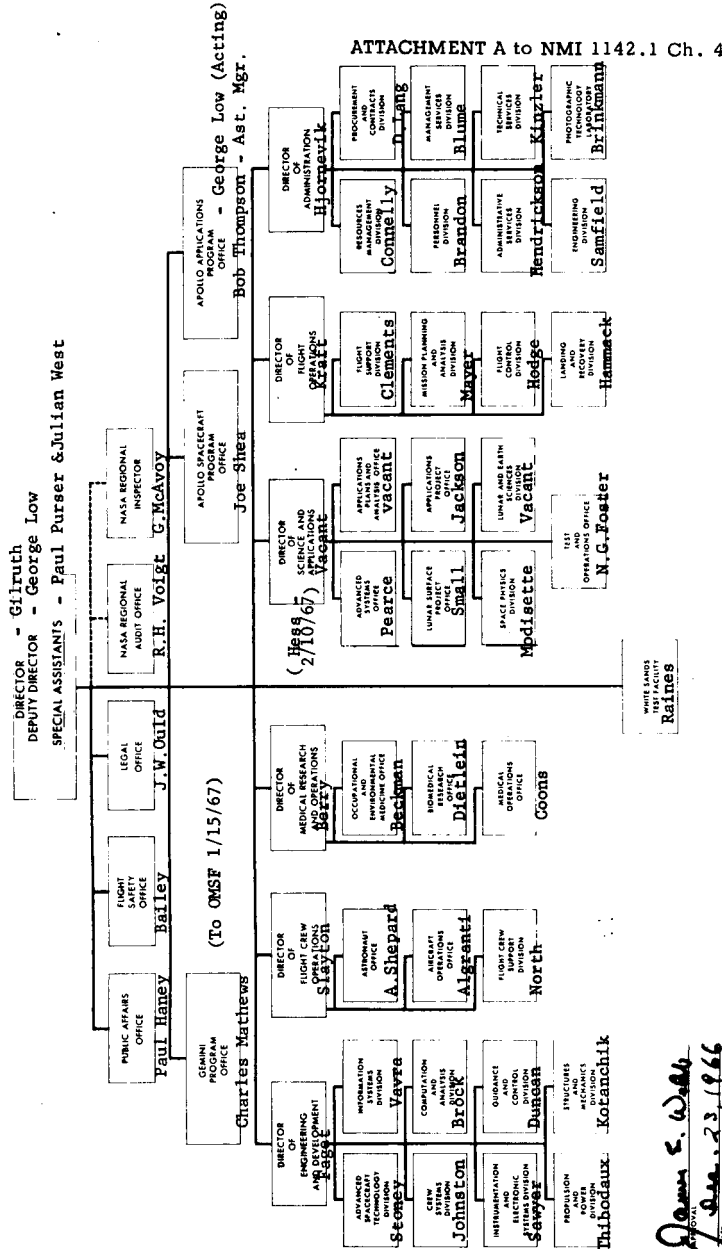 ATTACHMENT A to NMI 1142.1 Ch. 4
DIRECTOR - Gilruth
DEPUTY DIRECTOR - George Low
SPECIAL ASSISTANTS - Paul Purser & Julian West
PUBLIC AFFAIRS
OFFICE
Paul Haney
FLIGHT
SAFETY
OFFICE
Bailey
LEGAL
OFFICE
J.W.Ould
NASA REGIONAL
AUDIT OFFICE
R.H. Voigt
NASA REGIONAL
INSPECTOR
G.McAvoy
GEMINI
PROGRAM
OFFICE
(To OMSF 1/15/67)
Charles Mathews
APOLLO SPACECRAFT
PROGRAM
OFFICE
Joe Shea
APOLLO APPLICATIONS
PROGRAM
OFFICE
- George Low (Acting)
Bob Thompson - Ast. Mgr.
DIRECTOR
OF
ENGINEERING
AND DEVELOPMENT
Faget
ADVANCED
SPACECRAFT
TECHNOLOGY
DIVISION
Stoney
INFORMATION
SYSTEMS
DIVISION
Vavra
CREW
SYSTEMS
DIVISION
Johnston
COMPUTATION
AND
ANALYSIS
DIVISION
Brock
INSTRUMENTATION
AND
ELECTRONIC
SYSTEMS DIVISION
Sawyer
GUIDANCE
AND
CONTROL
DIVISION
Duncan
PROPULSION
AND
POWER
DIVISION
Thibodaux
STRUCTURES
AND
MECHANICS
DIVISION
Kotanchik
DIRECTOR
OF
FLIGHT CREW
OPERATIONS
Slayton
ASTRONAUT
OFFICE
A.Shepard
AIRCRAFT
OPERATIONS
OFFICE
Algranti
FLIGHT CREW
SUPPORT
DIVISION
North
DIRECTOR
OF
MEDICAL RESEARCH
AND OPERATIONS
Berry
OCCUPATIONAL
AND
ENVIRONMENTAL
MEDICINE OFFICE
Beckman
BIOMEDICAL
RESEARCH
OFFICE
Dietlein
MEDICAL
OPERATIONS
OFFICE
Coons
DIRECTOR
OF
SCIENCE AND
APPLICATIONS
Vacant
( Hess - 2/10/67)
ADVANCED
SYSTEMS
OFFICE
Pearce
APPLICATIONS
PLANS AND
ANALYSIS OFFICE
vacant
LUNAR SURFACE
PROJECT
OFFICE
Small
APPLICATIONS
PROJECT
OFFICE
Jackson
SPACE PHYSICS
DIVISION
Modisette
LUNAR AND EARTH
SCIENCES
DIVISION
Vacant
TEST
AND
OPERATIONS OFFICE
N.G.Foster
DIRECTOR
OF
FLIGHT
OPERATIONS
Kraft
FLIGHT
SUPPORT
DIVISION
Clements
MISSION PLANNING
AND
ANALYSIS
DIVISION
Mayer
FLIGHT
CONTROL
DIVISION
Hodge
LANDING
AND
RECOVERY DIVISION
Hammack
DIRECTOR
OF
ADMINISTRATION
Hjornevik
RESOURCES
MANAGEMENT
DIVISION
Connelly
PROCUREMENT
AND
CONTRACTS
DIVISION
D.Lang
PERSONNEL
DIVISION
Brandon
MANAGEMENT
SERVICES
DIVISION
Blume
ADMINISTRATIVE
SERVICES
DIVISION
Hendrickson
TECHNICAL
SERVICES
DIVISION
Kinzler
ENGINEERING
DIVISION
Samfield
PHOTOGRAPHIC
TECHNOLOGY
LABORATORY
Brinkmann
WHITE SANDS
TEST FACILITY
Raines
James E. Webb
APPROVAL
Dec. 23, 1966